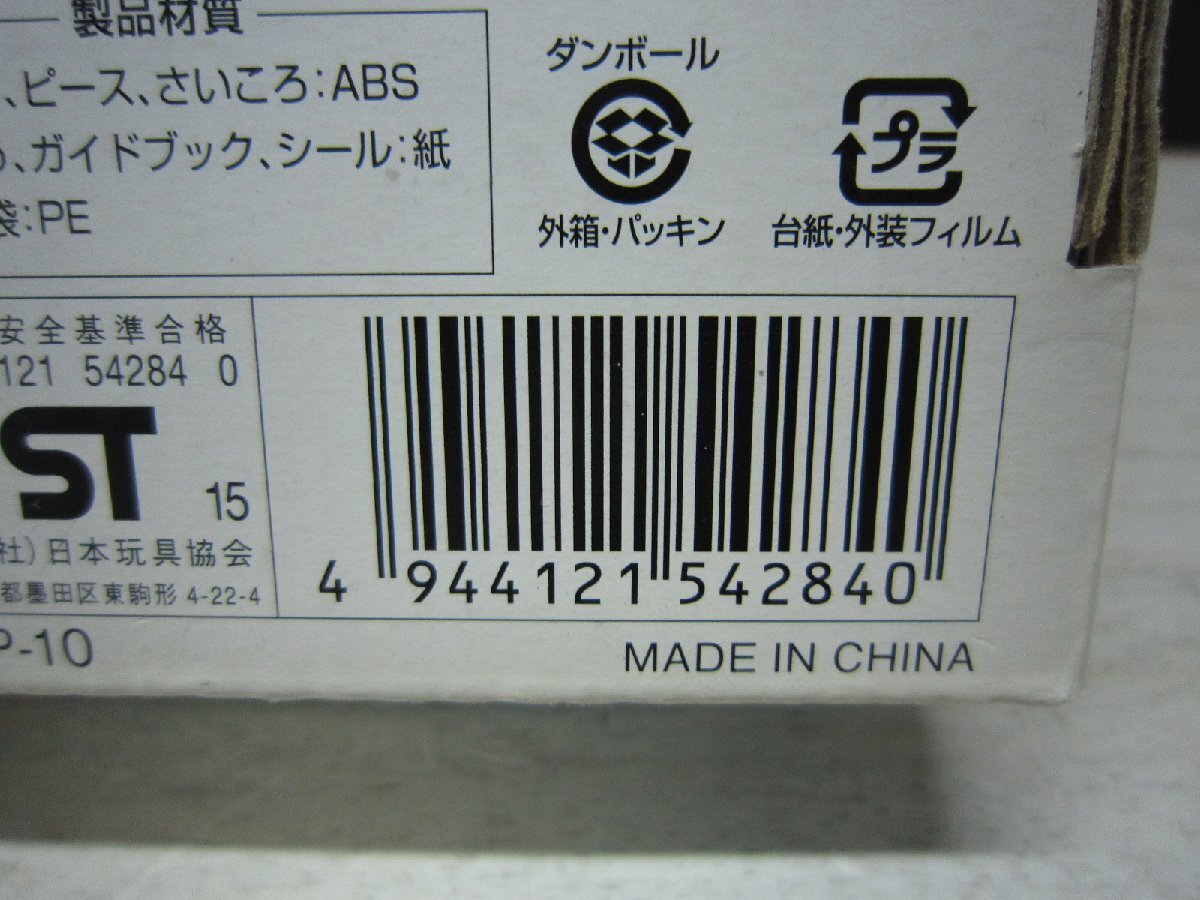 製品材質
、ピース、さいころ:ABS
、ガイドブック、シール:紙
袋:PE
ダンボール
外箱・パッキン
プラ
台紙・外装フィルム
安全基準合格
121 54284 0
ST 15
社)日本玩具協会
都墨田区東駒形 4-22-4
P-10
4 944121 542840
MADE IN CHINA